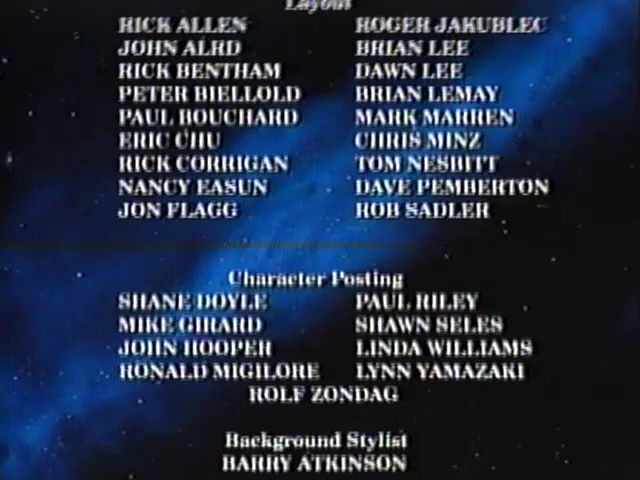 Layout
RICK ALLEN ROGER JAKUBLEC
JOHN ALRD BRIAN LEE
RICK BENTHAM DAWN LEE
PETER BIELLOLD BRIAN LEMAY
PAUL BOUCHARD MARK MARREN
ERIC CHU CHRIS MINZ
RICK CORRIGAN TOM NESBITT
NANCY EASUN DAVE PEMBERTON
JON FLAGG ROB SADLER
Character Posting
SHANE DOYLE PAUL RILEY
MIKE GIRARD SHAWN SELES
JOHN HOOPER LINDA WILLIAMS
RONALD MIGILORE LYNN YAMAZAKI
ROLF ZONDAG
Background Stylist
BARRY ATKINSON